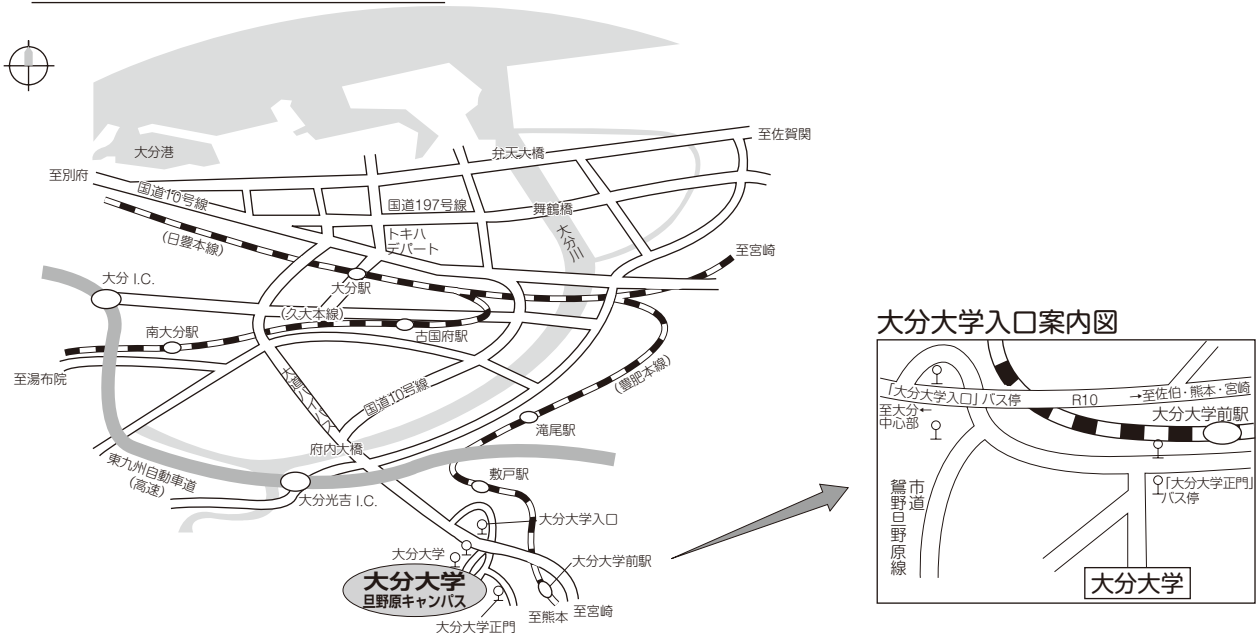 大分港
至佐賀関
弁天大橋
至別府
国道10号線
国道197号線
舞鶴橋
(日豊本線)
トキハ
デパート
大分川
至宮崎
大分 I.C.
大分駅
(久大本線)
南大分駅
古国府駅
至湯布院
大道バイパス
国道10号線
(豊肥本線)
滝尾駅
府内大橋
東九州自動車道
(高速)
敷戸駅
大分光吉 I.C.
大分大学入口
大分大学
大分大学前駅
大分大学
旦野原キャンパス
至熊本
至宮崎
大分大学正門
大分大学入口案内図
「大分大学入口」バス停
R10
→至佐伯・熊本・宮崎
至大分←
中心部
大分大学前駅
市道
鴛野旦野原線
「大分大学正門」
バス停
大分大学